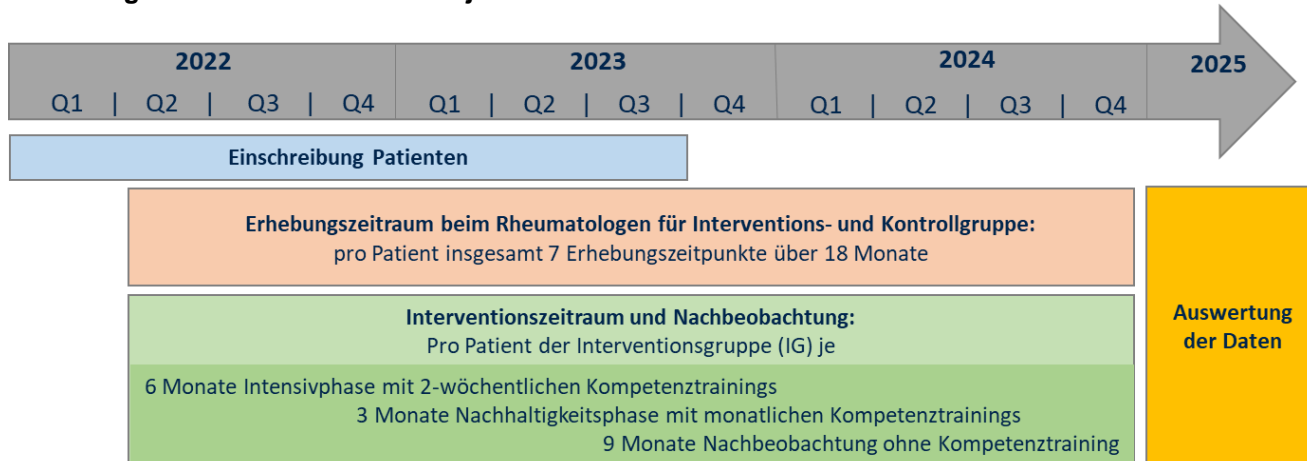 2022 2023 2024 2025
Q1 | Q2 | Q3 | Q4 Q1 | Q2 | Q3 | Q4 Q1 | Q2 | Q3 | Q4
Einschreibung Patienten
Erhebungszeitraum beim Rheumatologen für Interventions- und Kontrollgruppe:
pro Patient insgesamt 7 Erhebungszeitpunkte über 18 Monate
Interventionszeitraum und Nachbeobachtung:
Pro Patient der Interventionsgruppe (IG) je
6 Monate Intensivphase mit 2-wöchentlichen Kompetenztrainings
3 Monate Nachhaltigkeitsphase mit monatlichen Kompetenztrainings
9 Monate Nachbeobachtung ohne Kompetenztraining
Auswertung
der Daten